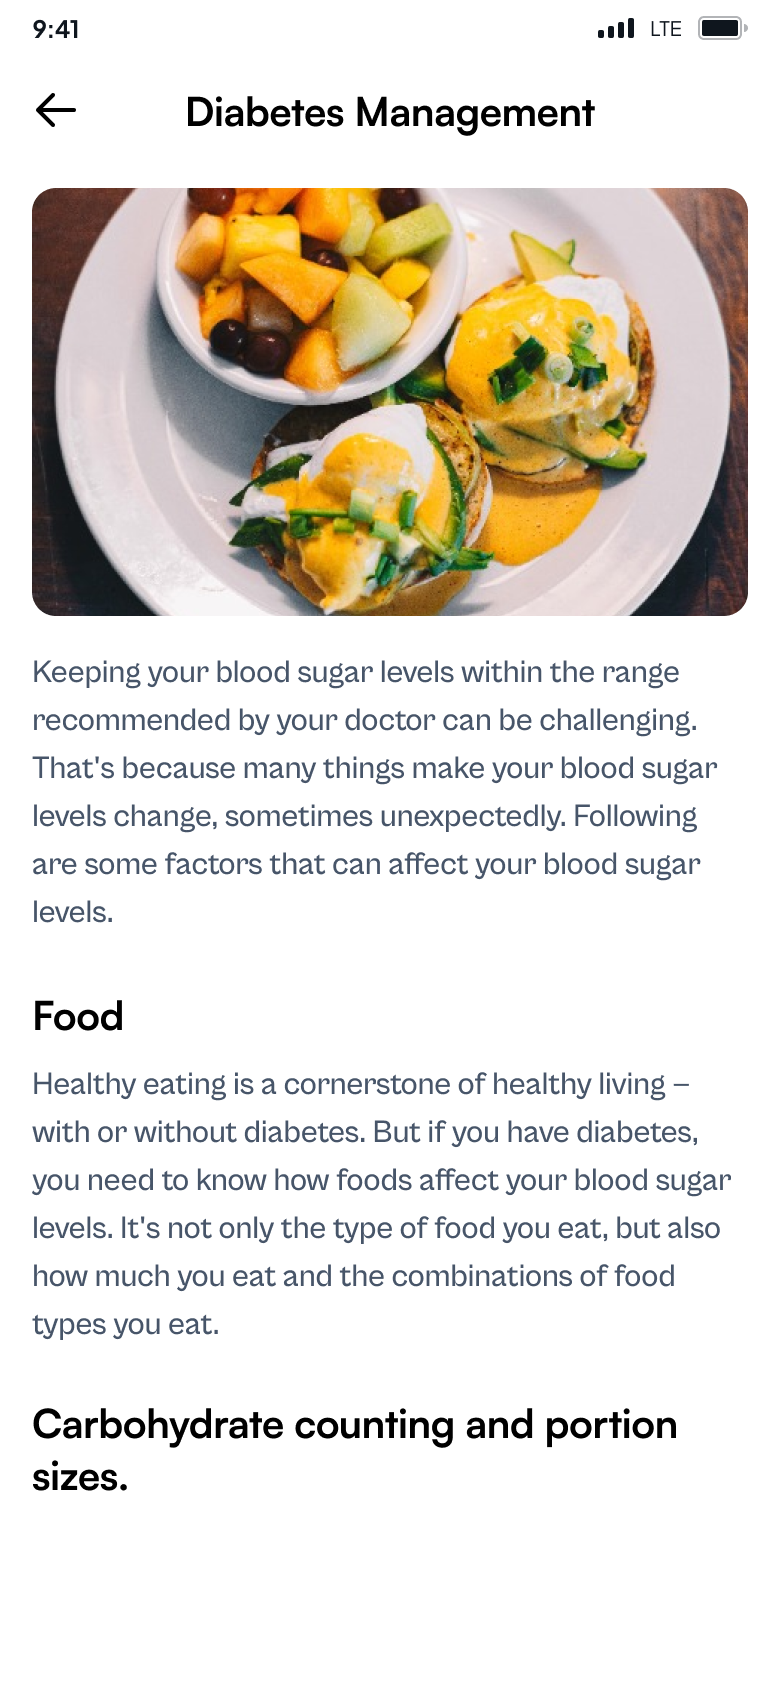 9:41
LTE
Diabetes Management
Keeping your blood sugar levels within the range
recommended by your doctor can be challenging.
That's because many things make your blood sugar
levels change, sometimes unexpectedly. Following
are some factors that can affect your blood sugar
levels.
Food
Healthy eating is a cornerstone of healthy living –
with or without diabetes. But if you have diabetes,
you need to know how foods affect your blood sugar
levels. It's not only the type of food you eat, but also
how much you eat and the combinations of food
types you eat.
Carbohydrate counting and portion
sizes.